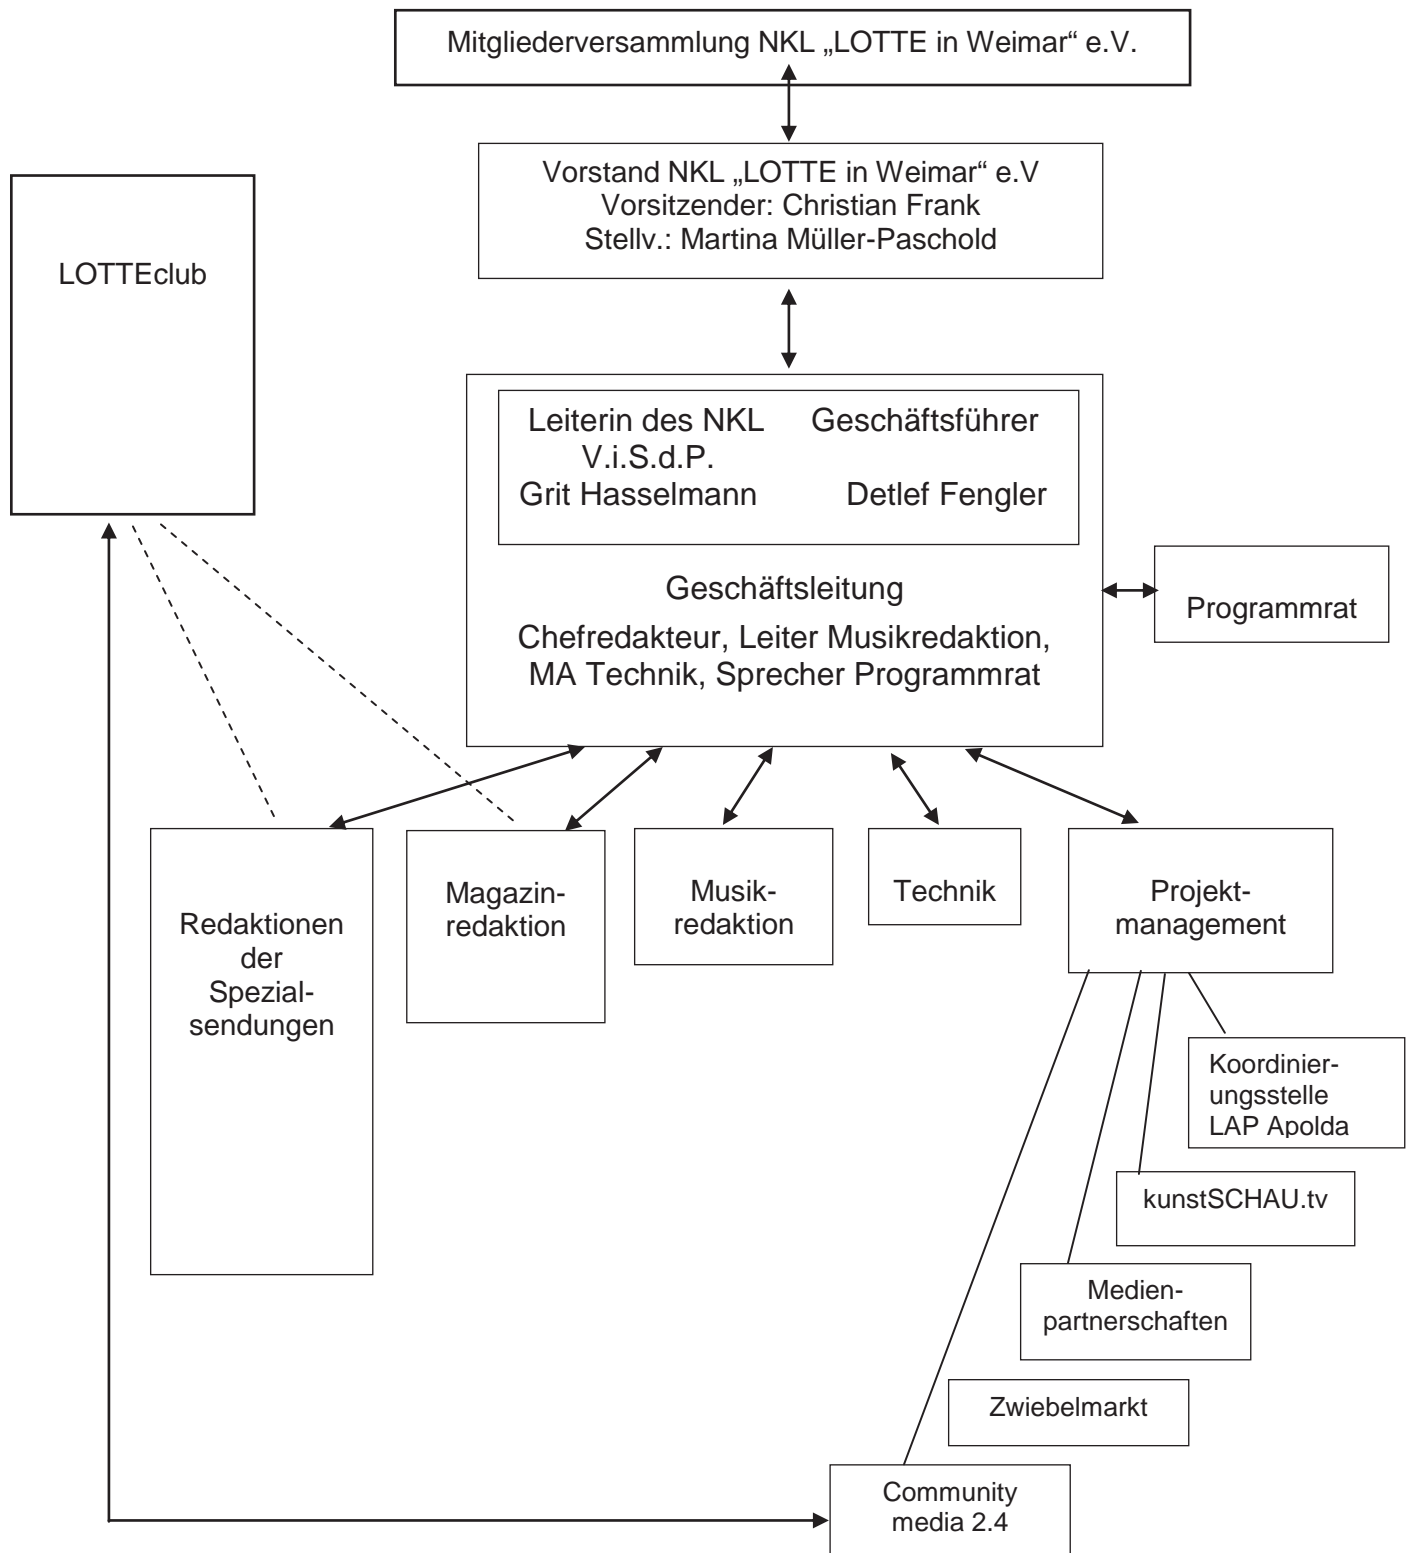 Mitgliederversammlung NKL „LOTTE in Weimar“ e.V.
Vorstand NKL „LOTTE in Weimar“ e.V
Vorsitzender: Christian Frank
Stellv.: Martina Müller-Paschold
LOTTEclub
Leiterin des NKL Geschäftsführer
V.i.S.d.P.
Grit Hasselmann Detlef Fengler
Geschäftsleitung
Chefredakteur, Leiter Musikredaktion,
MA Technik, Sprecher Programmrat
Programmrat
Redaktionen
der
Spezial-
sendungen
Magazin-
redaktion
Musik-
redaktion
Technik
Projekt-
management
Koordinier-
ungsstelle
LAP Apolda
kunstSCHAU.tv
Medien-
partnerschaften
Zwiebelmarkt
Community
media 2.4